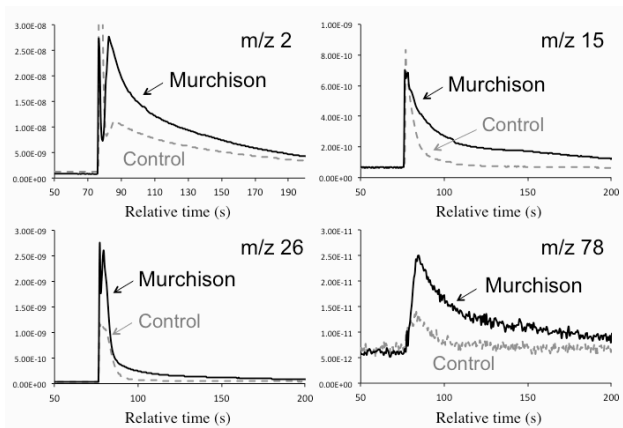 m/z 2
3.00E-08
2.50E-08
2.00E-08
1.50E-08
1.00E-08
5.00E-09
0.00E+00
Murchison
Control
50 70 90 110 130 150 170 190
Relative time (s)
m/z 15
1.00E-09
8.00E-10
6.00E-10
4.00E-10
2.00E-10
0.00E+00
Murchison
Control
50 100 150 200
Relative time (s)
m/z 26
3.00E-09
2.50E-09
2.00E-09
1.50E-09
1.00E-09
5.00E-10
0.00E+00
Murchison
Control
50 100 150 200
Relative time (s)
m/z 78
3.00E-11
2.50E-11
2.00E-11
1.50E-11
1.00E-11
5.00E-12
0.00E+00
Murchison
Control
50 100 150 200
Relative time (s)